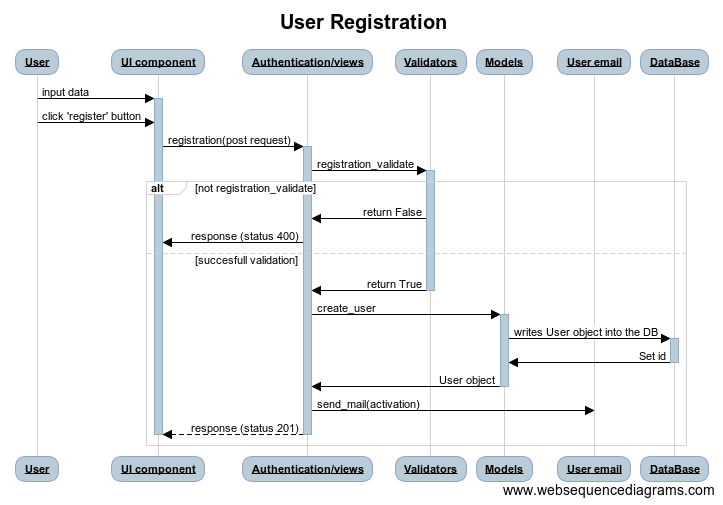 User Registration
User
UI component
Authentication/views
Validators
Models
User email
DataBase
input data
click 'register' button
registration(post request)
registration_validate
alt
[not registration_validate]
return False
response (status 400)
[succesfull validation]
return True
create_user
writes User object into the DB
Set id
User object
send_mail(activation)
response (status 201)
User
UI component
Authentication/views
Validators
Models
User email
DataBase
www.websequencediagrams.com